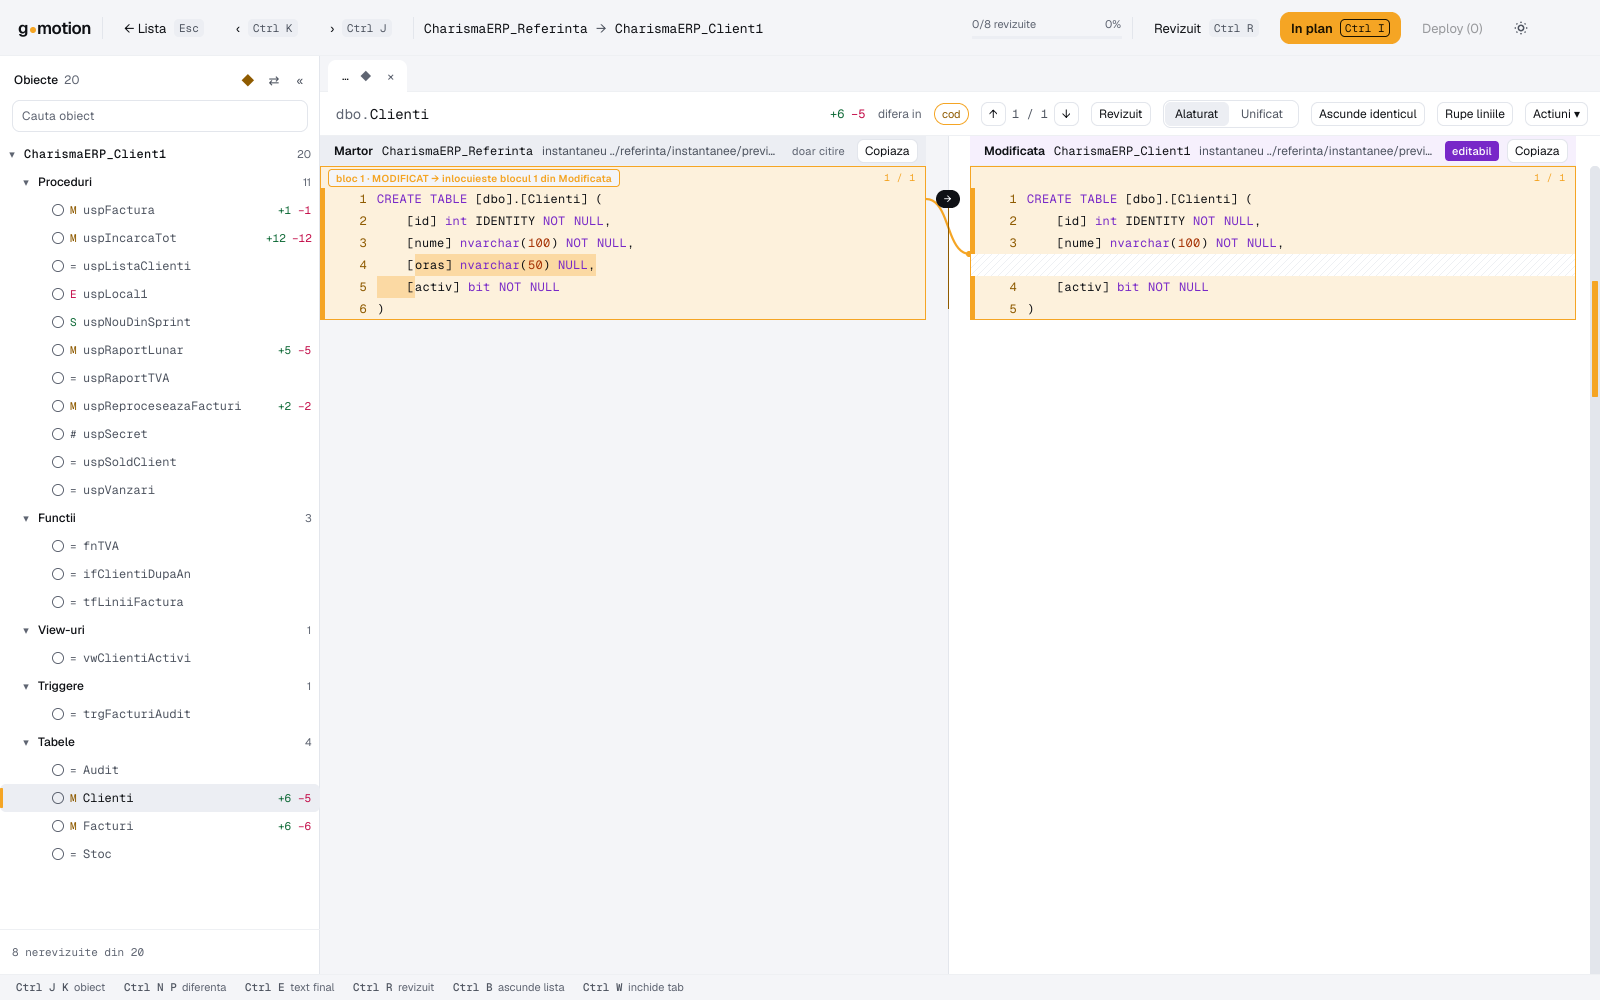 g•motion
← Lista Esc ‹ Ctrl K › Ctrl J CharismaERP_Referinta → CharismaERP_Client1 0/8 revizuite 0% Revizuit Ctrl R In plan Ctrl I Deploy (0)
Obiecte 20 ⇄ «
Cauta obiect
▾ CharismaERP_Client1 20
▾ Proceduri 11
M uspFactura +1 −1
M uspIncarcaTot +12 −12
= uspListaClienti
E uspLocal1
S uspNouDinSprint
M uspRaportLunar +5 −5
= uspRaportTVA
M uspReproceseazaFacturi +2 −2
# uspSecret
= uspSoldClient
= uspVanzari
▾ Functii 3
= fnTVA
= ifClientiDupaAn
= tfLiniiFactura
▾ View-uri 1
= vwClientiActivi
▾ Triggere 1
= trgFacturiAudit
▾ Tabele 4
= Audit
M Clienti +6 −5
M Facturi +6 −6
= Stoc
8 nerevizuite din 20
… ◆ ×
dbo.Clienti +6 −5 difera in cod ↑ 1 / 1 ↓ Revizuit Alaturat Unificat Ascunde identicul Rupe liniile Actiuni ▾
Martor CharismaERP_Referinta instantaneu ../referinta/instantanee/previ… doar citire Copiaza
bloc 1 · MODIFICAT → inlocuieste blocul 1 din Modificata 1 / 1
1 CREATE TABLE [dbo].[Clienti] (
2 [id] int IDENTITY NOT NULL,
3 [nume] nvarchar(100) NOT NULL,
4 [oras] nvarchar(50) NULL,
5 [activ] bit NOT NULL
6 )
→
Modificata CharismaERP_Client1 instantaneu ../referinta/instantanee/previ… editabil Copiaza
1 / 1
1 CREATE TABLE [dbo].[Clienti] (
2 [id] int IDENTITY NOT NULL,
3 [nume] nvarchar(100) NOT NULL,
4 [activ] bit NOT NULL
5 )
Ctrl J K obiect Ctrl N P diferenta Ctrl E text final Ctrl R revizuit Ctrl B ascunde lista Ctrl W inchide tab